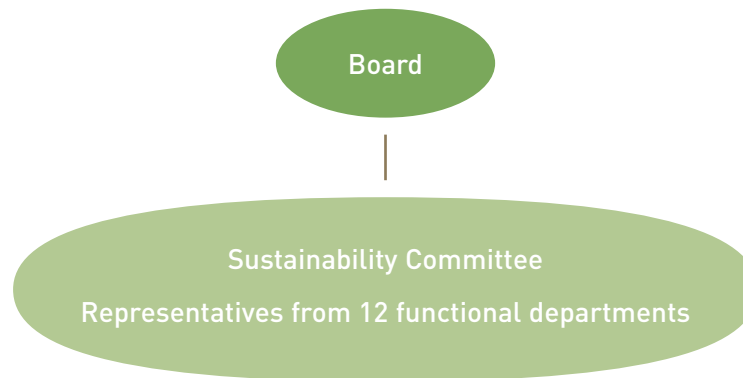 Board
Sustainability Committee
Representatives from 12 functional departments